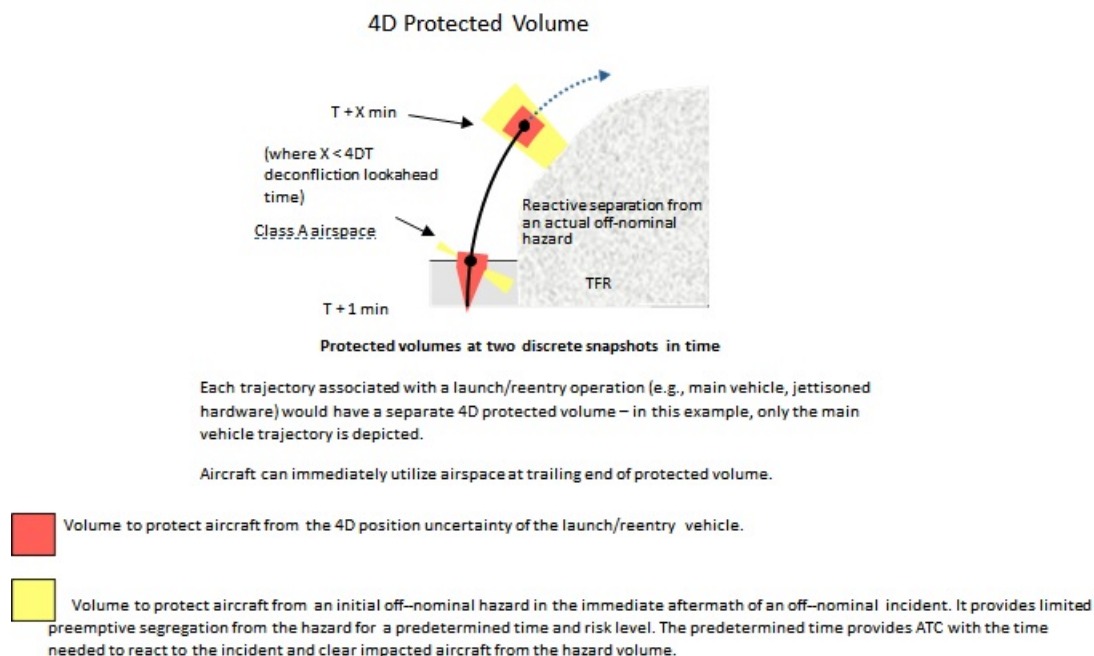 4D Protected Volume
T + X min
(where X < 4DT
deconfliction lookahead
time)
Class A airspace
Reactive separation from
an actual off-nominal
hazard
TFR
T + 1 min
Protected volumes at two discrete snapshots in time
Each trajectory associated with a launch/reentry operation (e.g., main vehicle, jettisoned
hardware) would have a separate 4D protected volume – in this example, only the main
vehicle trajectory is depicted.
Aircraft can immediately utilize airspace at trailing end of protected volume.
Volume to protect aircraft from the 4D position uncertainty of the launch/reentry vehicle.
Volume to protect aircraft from an initial off--nominal hazard in the immediate aftermath of an off--nominal incident. It provides limited
preemptive segregation from the hazard for a predetermined time and risk level. The predetermined time provides ATC with the time
needed to react to the incident and clear impacted aircraft from the hazard volume.